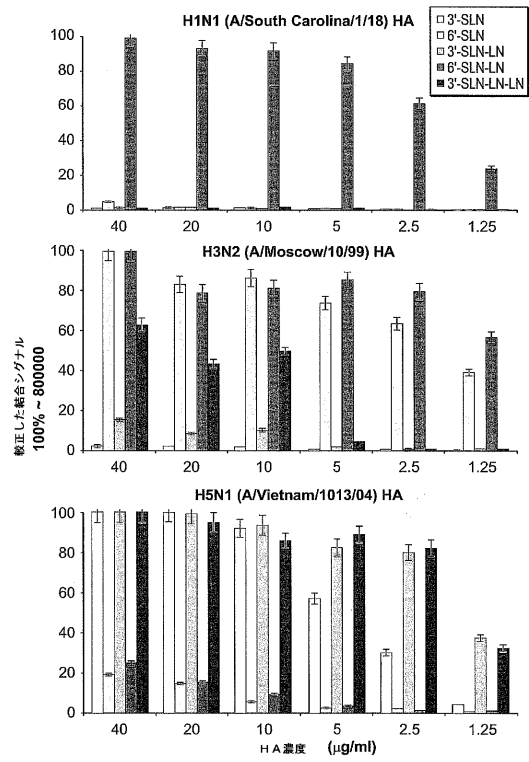 H1N1 (A/South Carolina/1/18) HA
3'-SLN
6'-SLN
3'-SLN-LN
6'-SLN-LN
3'-SLN-LN-LN
100
80
60
40
20
0
40 20 10 5 2.5 1.25
H3N2 (A/Moscow/10/99) HA
100
80
60
40
20
0
40 20 10 5 2.5 1.25
較正した結合シグナル
100% ~ 800000
H5N1 (A/Vietnam/1013/04) HA
100
80
60
40
20
0
40 20 10 5 2.5 1.25
ＨＡ濃度 (μg/ml)